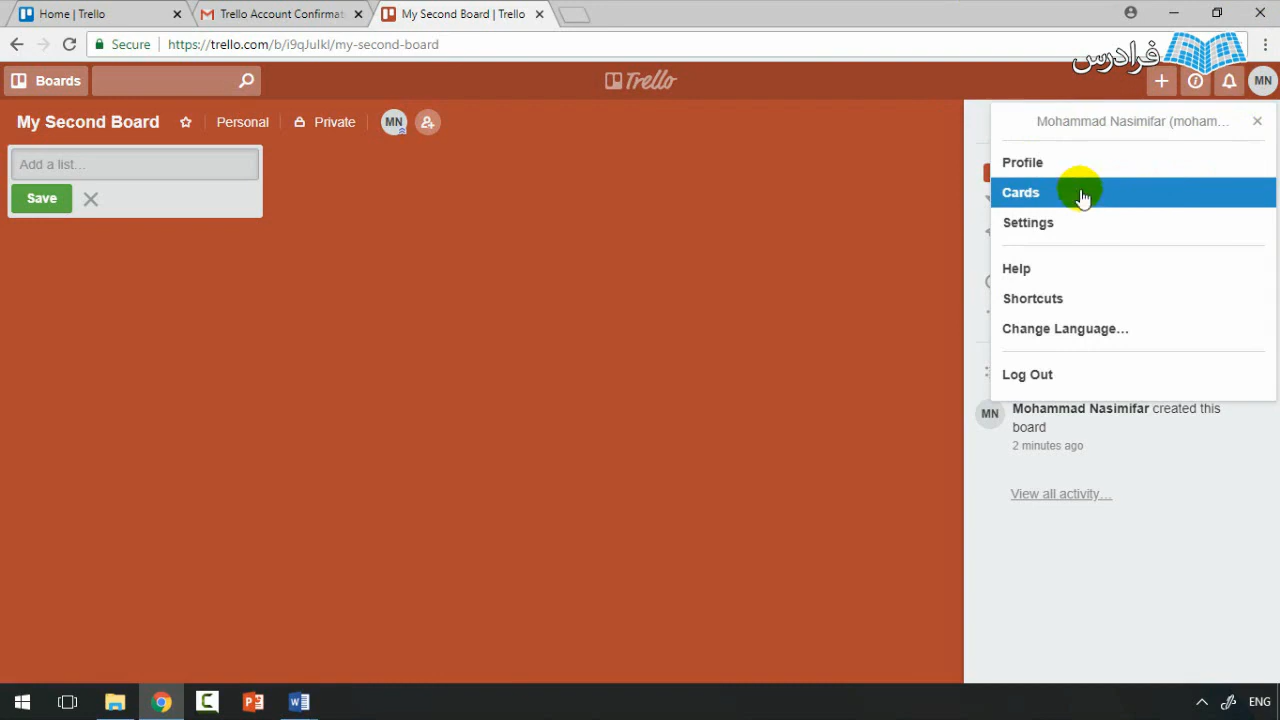 Home | Trello
Trello Account Confirmat
My Second Board | Trello
Secure
https://trello.com/b/i9qJulkI/my-second-board
فرادرس
Boards
Trello
MN
My Second Board
Personal
Private
MN
Mohammad Nasimifar (moham...
Add a list...
Save
Profile
Cards
Settings
Help
Shortcuts
Change Language...
Log Out
MN
Mohammad Nasimifar created this
board
2 minutes ago
View all activity...
ENG